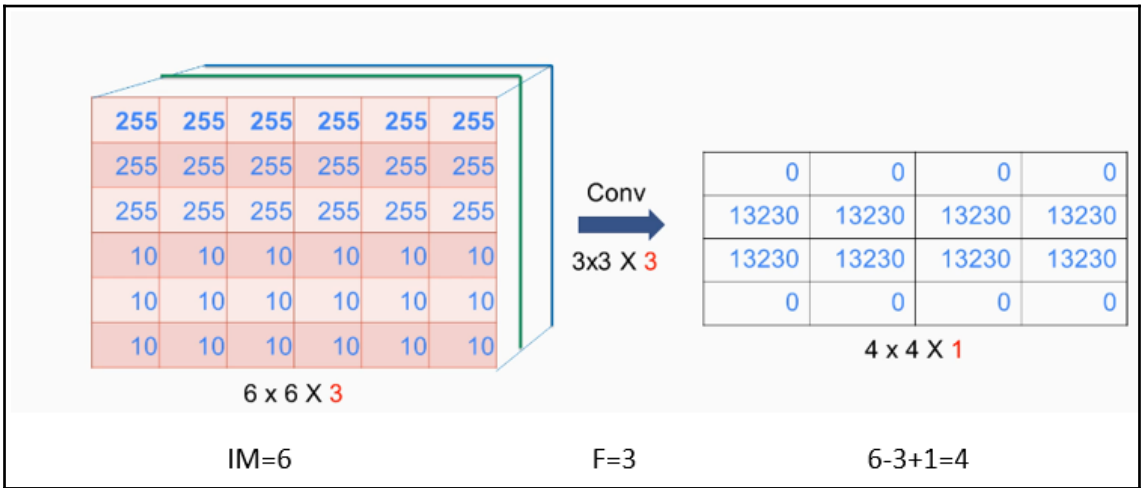 255 255 255 255 255 255
255 255 255 255 255 255
255 255 255 255 255 255
10 10 10 10 10 10
10 10 10 10 10 10
10 10 10 10 10 10
6 x 6 X 3
Conv
3x3 X 3
0 0 0 0
13230 13230 13230 13230
13230 13230 13230 13230
0 0 0 0
4 x 4 X 1
IM=6
F=3
6-3+1=4